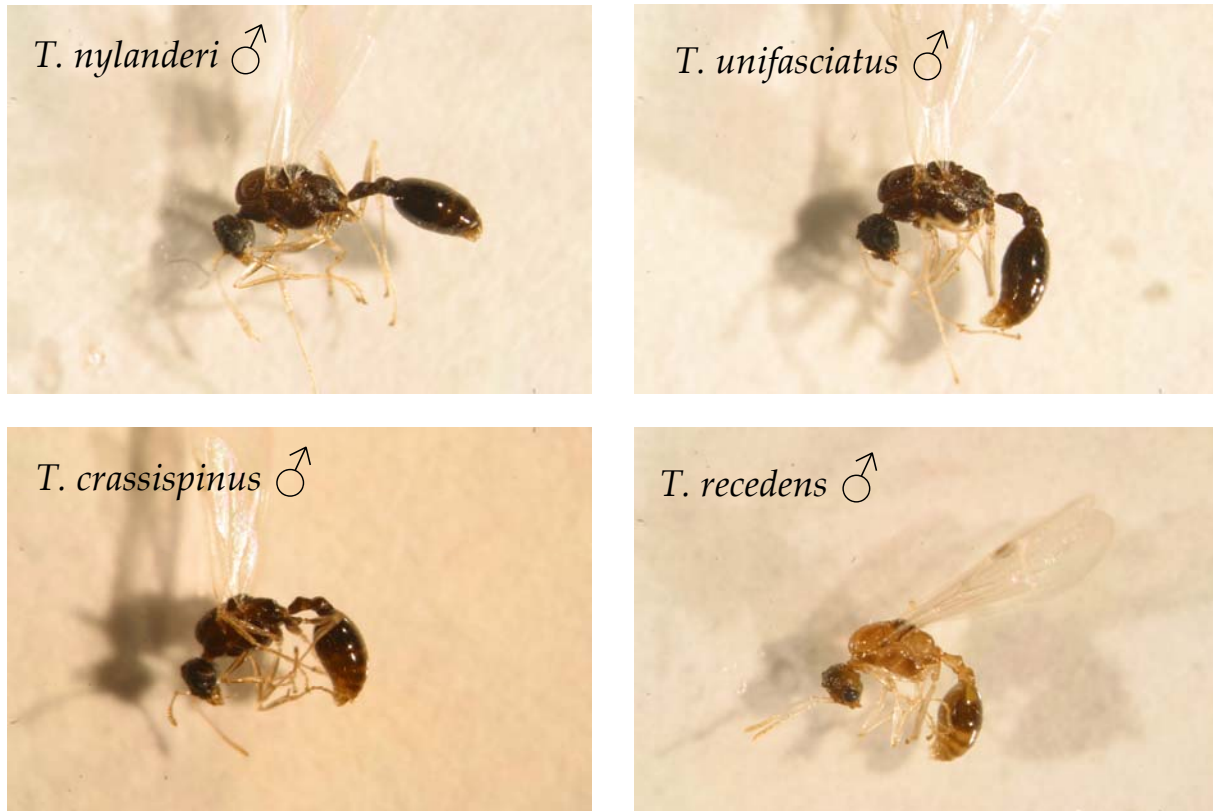 T. nylanderi ♂
T. unifasciatus ♂
T. crassispinus ♂
T. recedens ♂